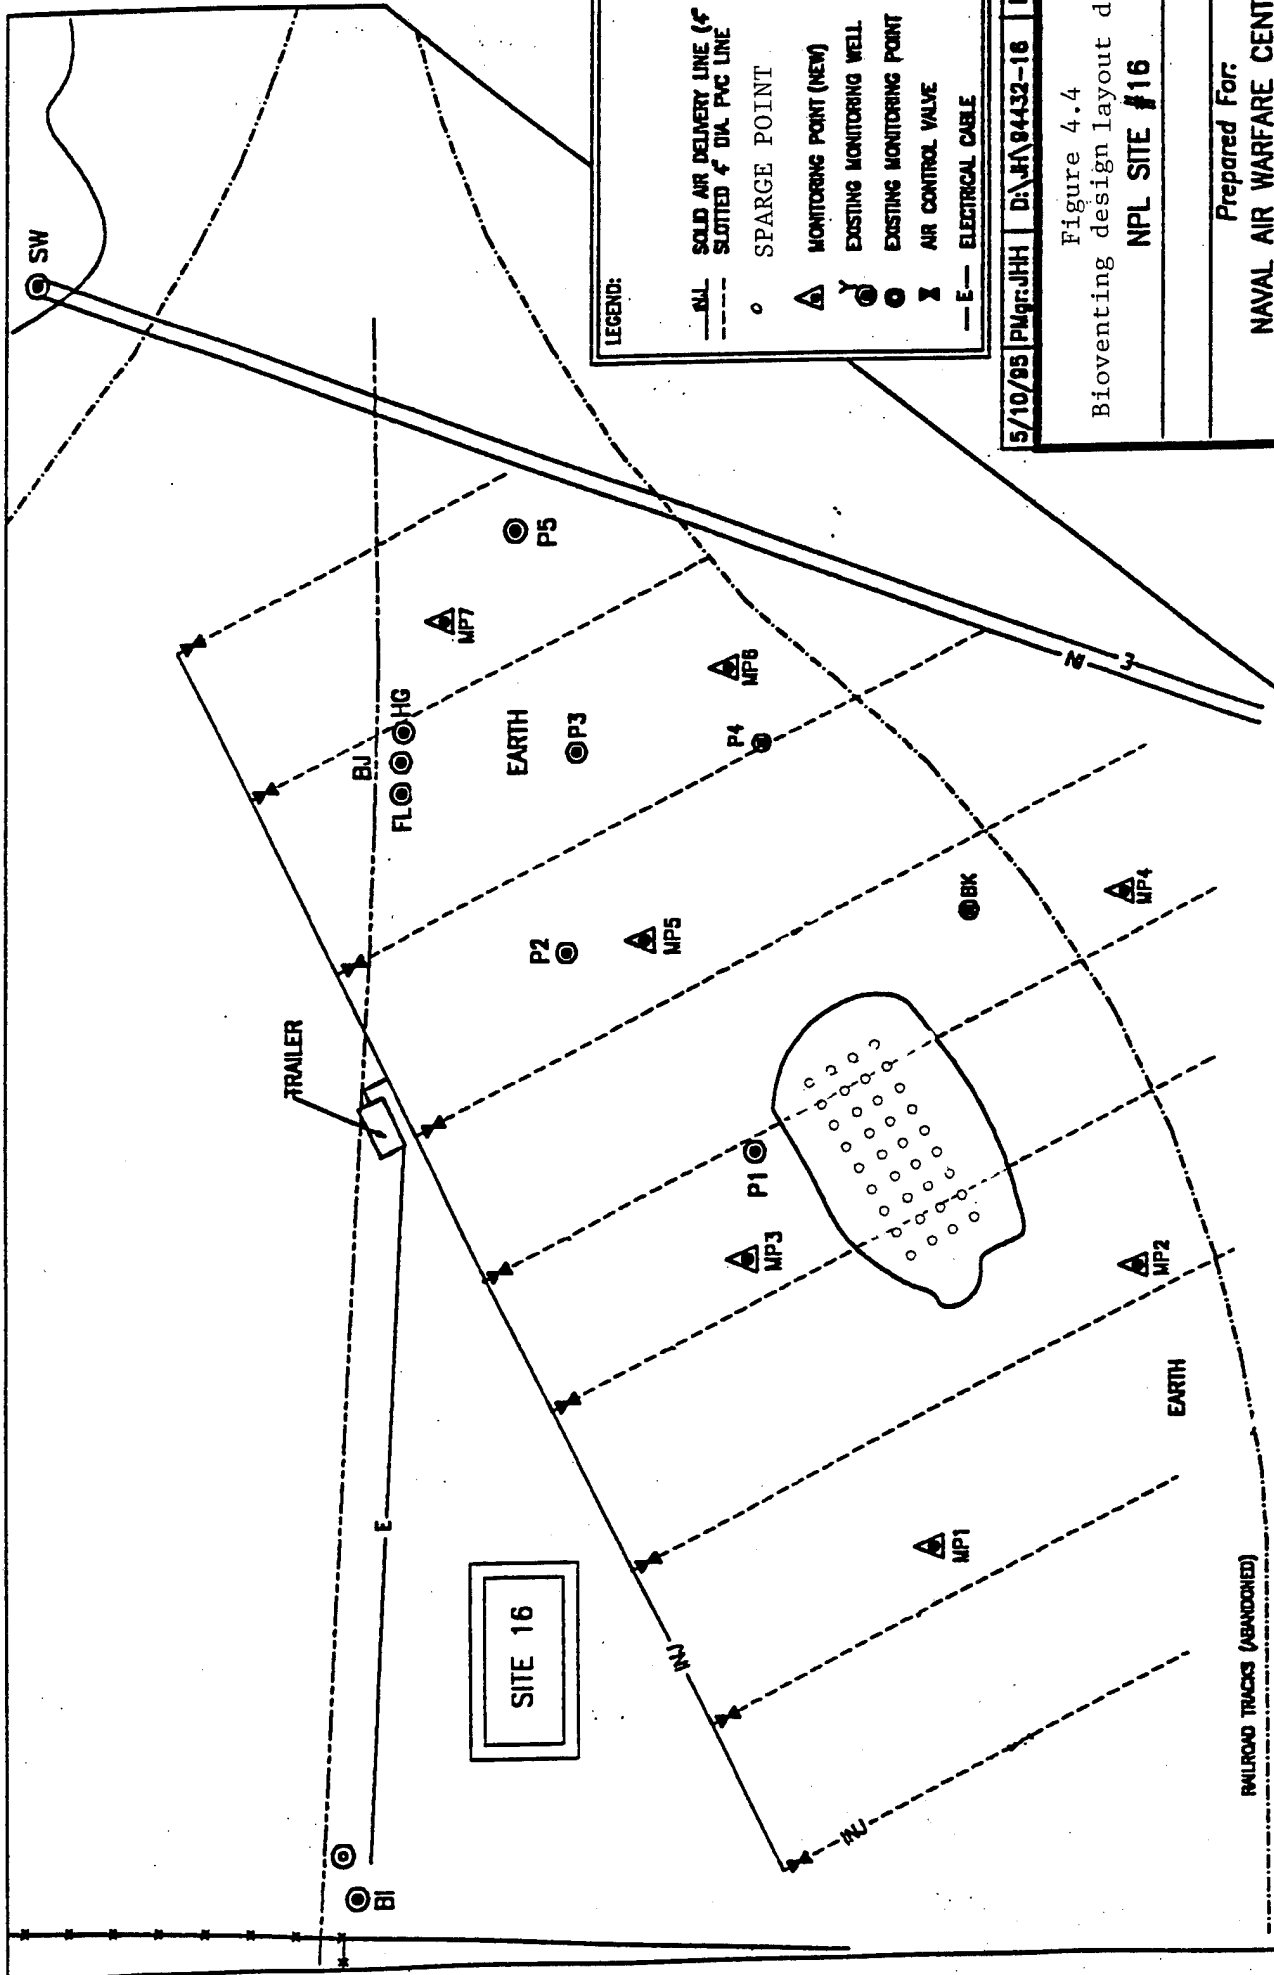 SW
P5
MP7
HG
BJ
FL
EARTH
P3
MP6
P4
P2
MP5
BK
MP4
TRAILER
P1
MP3
MP2
EARTH
E
SITE 16
MP1
INJ
INJ
BI
RAILROAD TRACKS (ABANDONED)
LEGEND:
INJ SOLID AIR DELIVERY LINE (4"
SLOTTED 4" DIA. PVC LINE
SPARGE POINT
MONITORING POINT (NEW)
EXISTING MONITORING WELL
EXISTING MONITORING POINT
AIR CONTROL VALVE
E ELECTRICAL CABLE
5/10/95 PMgr:JHH D:\JH\94432-16
Figure 4.4
Bioventing design layout d
NPL SITE #16
Prepared For:
NAVAL AIR WARFARE CENT